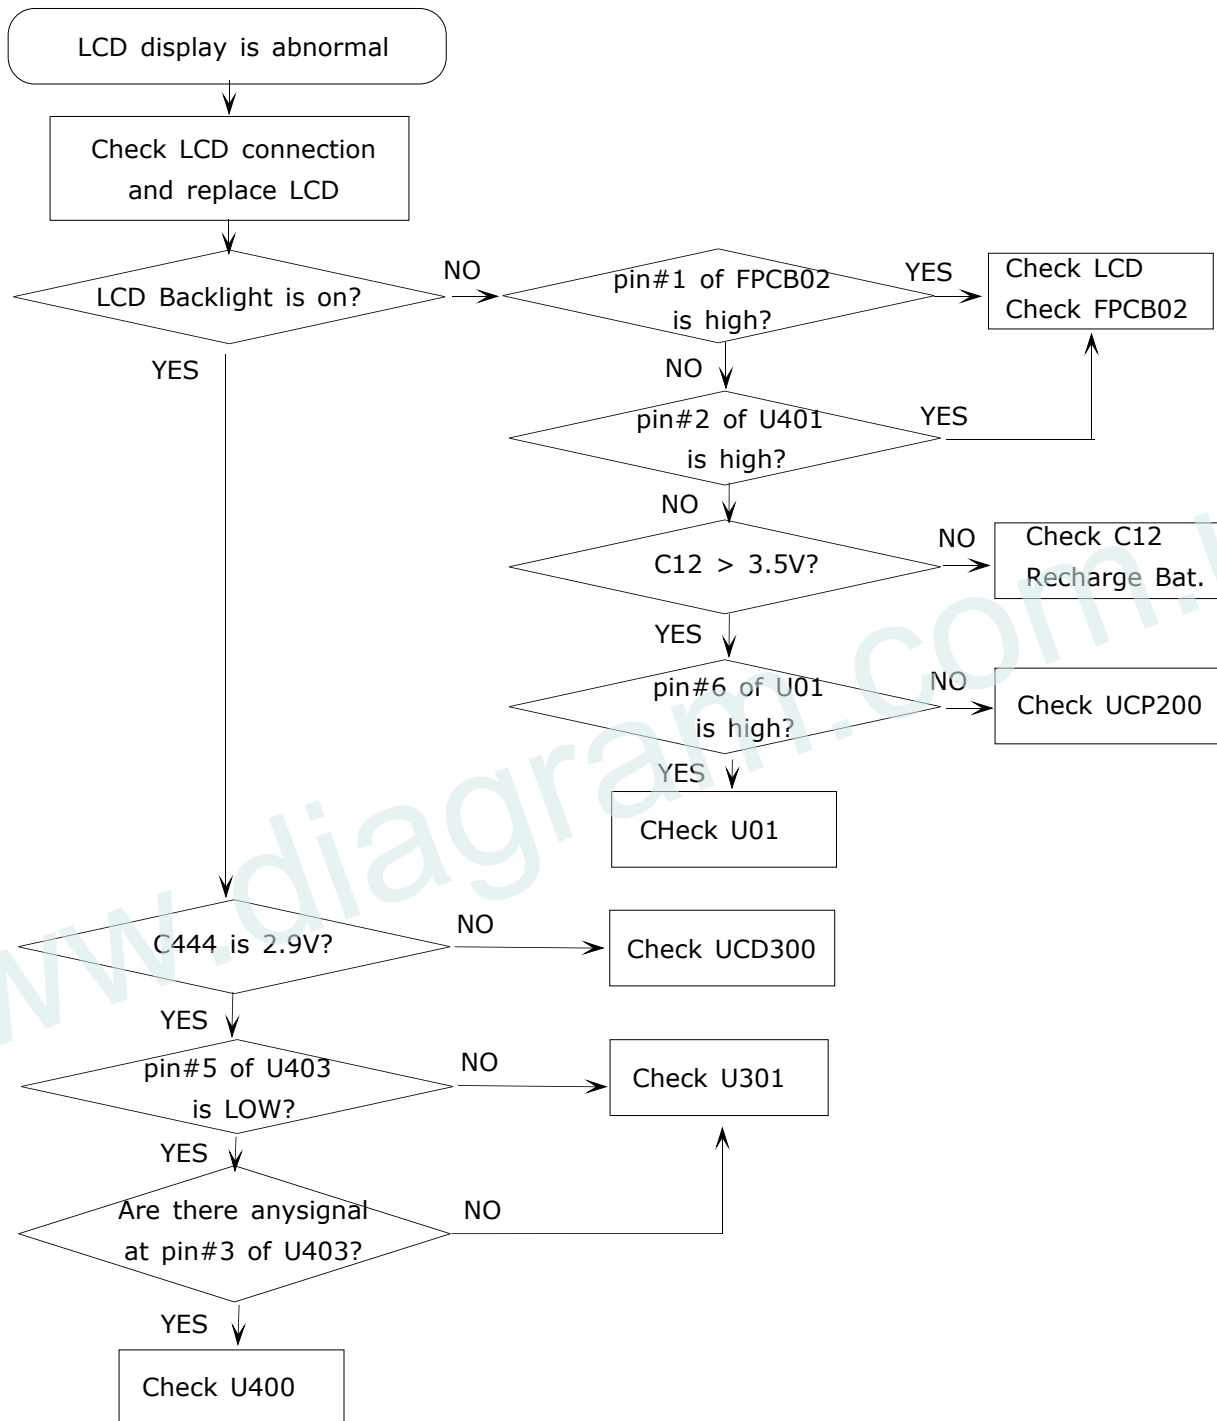 LCD display is abnormal
Check LCD connection
and replace LCD
LCD Backlight is on?
NO
pin#1 of FPCB02
is high?
YES
Check LCD
Check FPCB02
YES
NO
pin#2 of U401
is high?
YES
NO
C12 > 3.5V?
NO
Check C12
Recharge Bat.
YES
pin#6 of U01
is high?
NO
Check UCP200
YES
CHeck U01
C444 is 2.9V?
NO
Check UCD300
YES
pin#5 of U403
is LOW?
NO
Check U301
YES
Are there anysignal
at pin#3 of U403?
NO
YES
Check U400
ww.diagram.com.